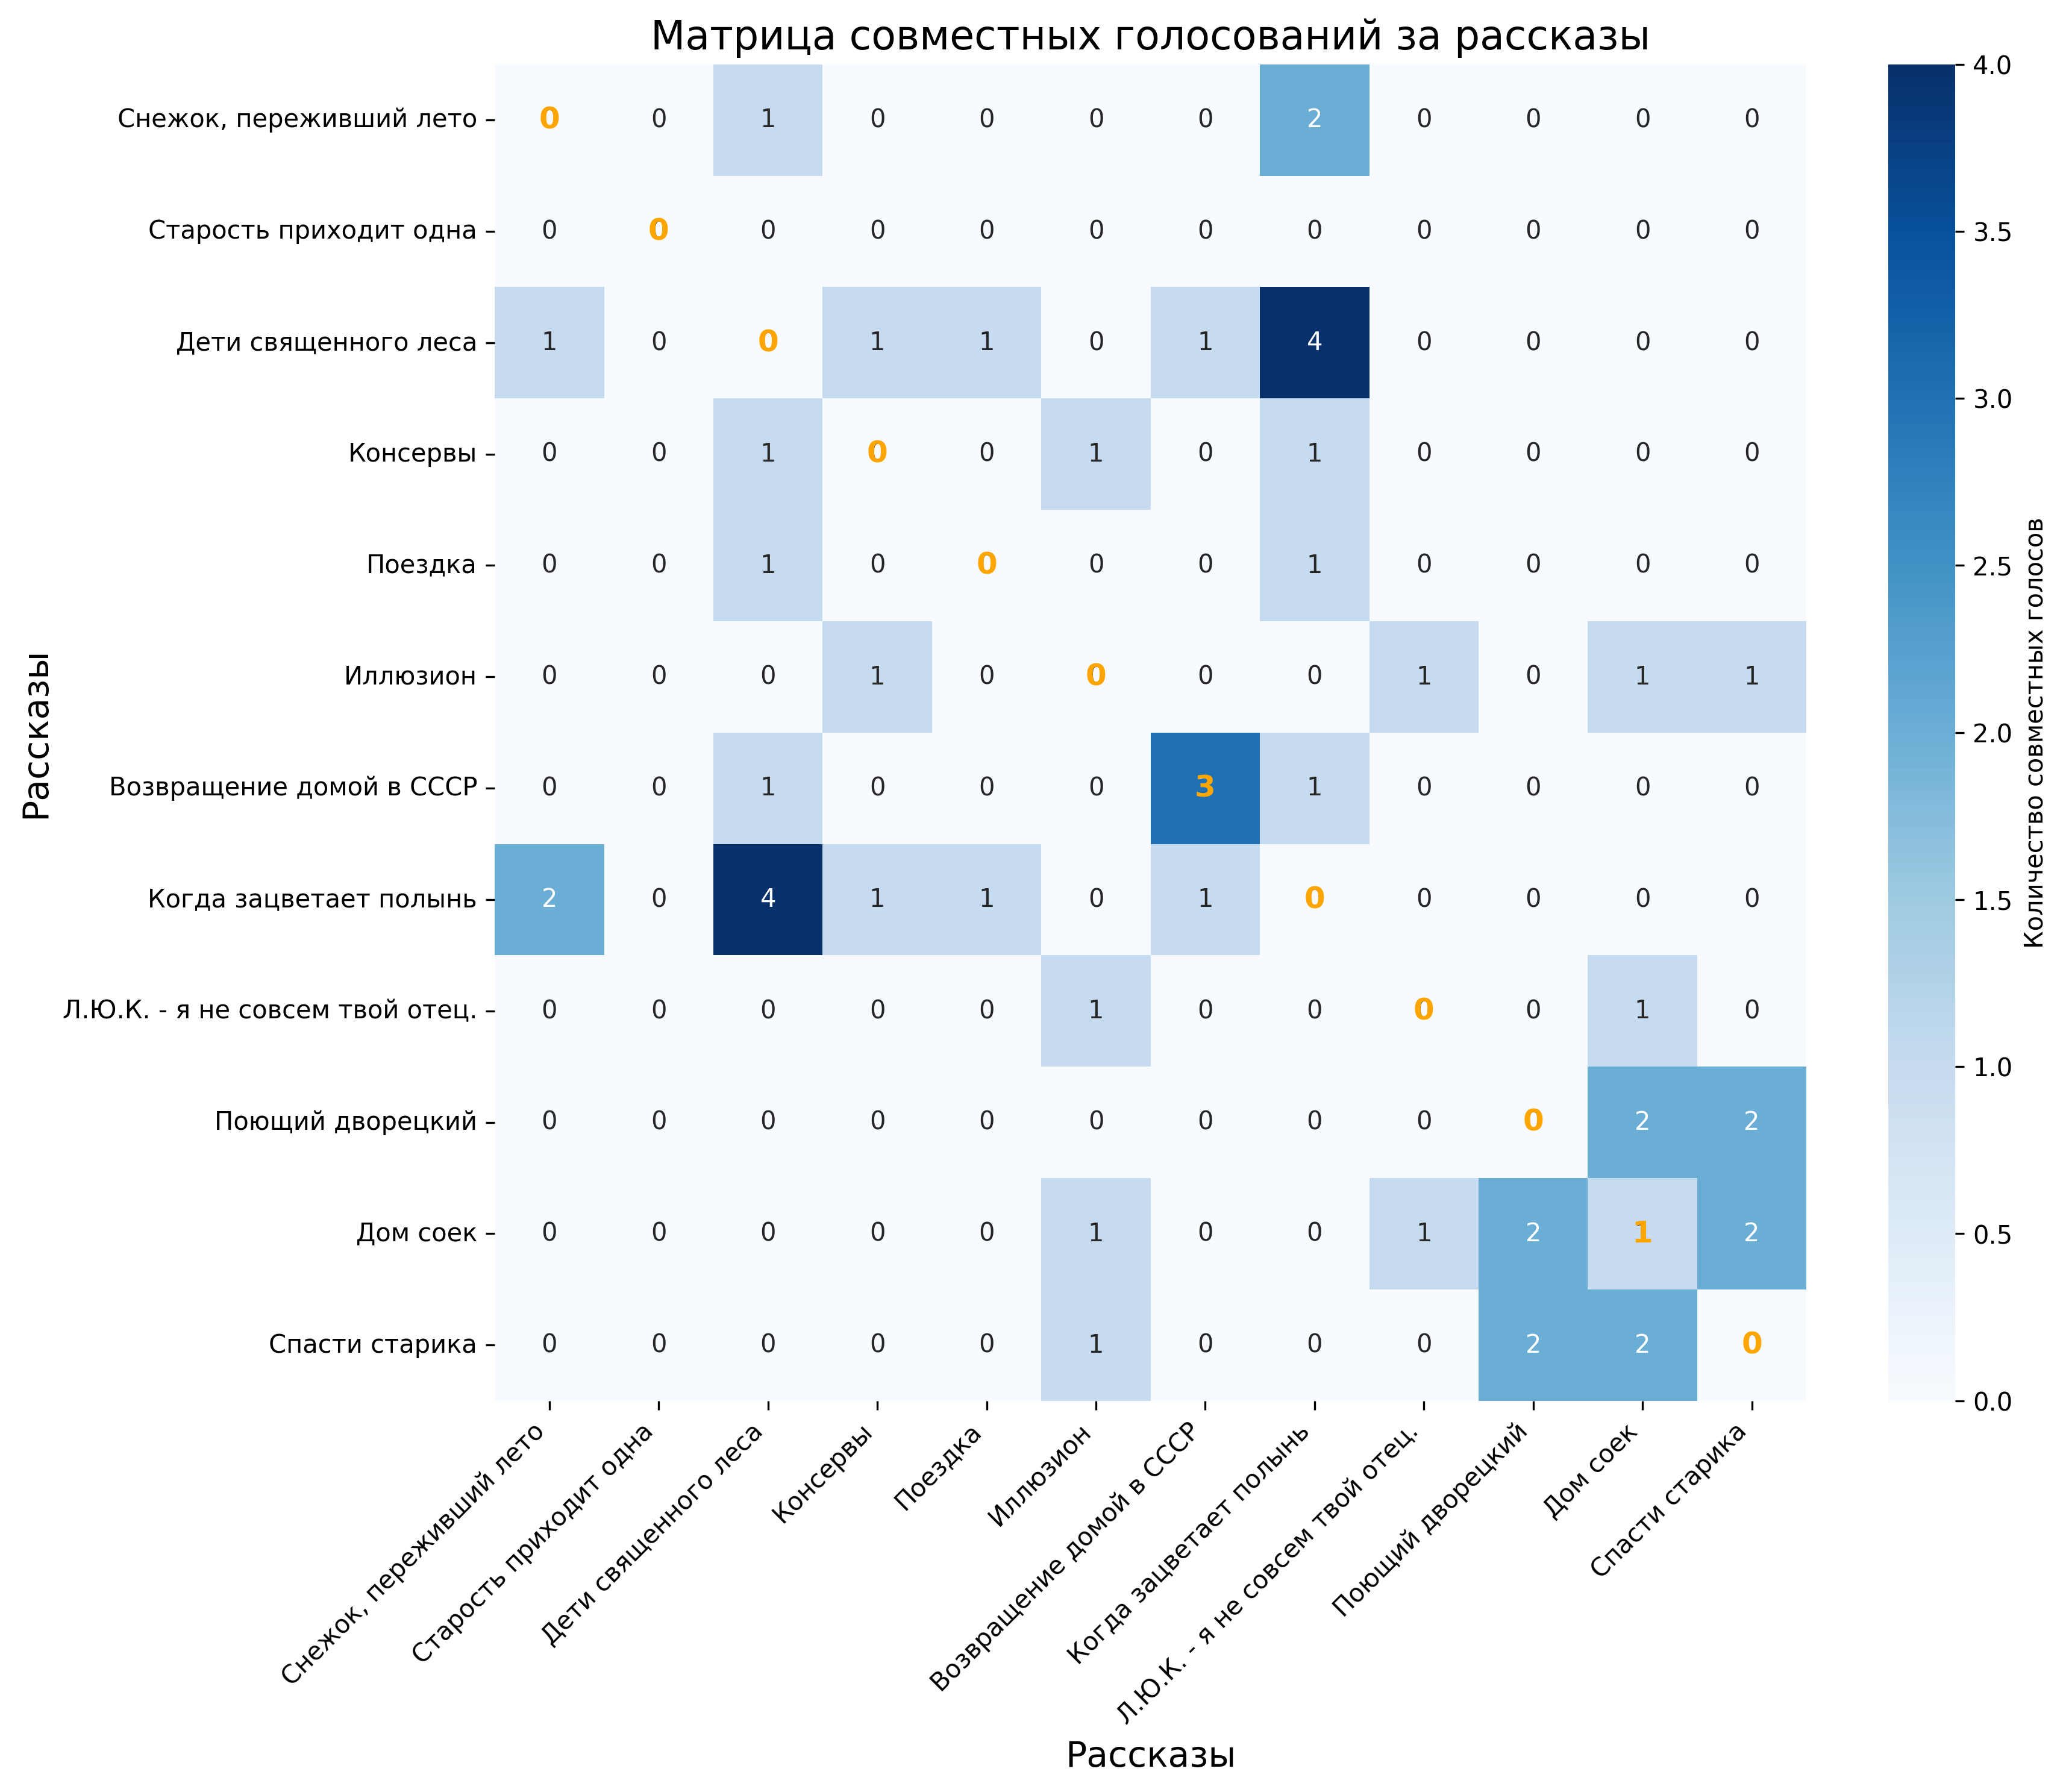 Матрица совместных голосований за рассказы
Рассказы
Снежок, переживший лето 0 0 1 0 0 0 0 2 0 0 0 0
Старость приходит одна 0 0 0 0 0 0 0 0 0 0 0 0
Дети священного леса 1 0 0 1 1 0 1 4 0 0 0 0
Консервы 0 0 1 0 0 1 0 1 0 0 0 0
Поездка 0 0 1 0 0 0 0 1 0 0 0 0
Иллюзион 0 0 0 1 0 0 0 0 1 0 1 1
Возвращение домой в СССР 0 0 1 0 0 0 3 1 0 0 0 0
Когда зацветает полынь 2 0 4 1 1 0 1 0 0 0 0 0
Л.Ю.К. - я не совсем твой отец. 0 0 0 0 0 1 0 0 0 0 1 0
Поющий дворецкий 0 0 0 0 0 0 0 0 0 0 2 2
Дом соек 0 0 0 0 0 1 0 0 1 2 1 2
Спасти старика 0 0 0 0 0 1 0 0 0 2 2 0
Снежок, переживший лето
Старость приходит одна
Дети священного леса
Консервы
Поездка
Иллюзион
Возвращение домой в СССР
Когда зацветает полынь
Л.Ю.К. - я не совсем твой отец.
Поющий дворецкий
Дом соек
Спасти старика
Рассказы
4.0
3.5
3.0
2.5
2.0
1.5
1.0
0.5
0.0
Количество совместных голосов